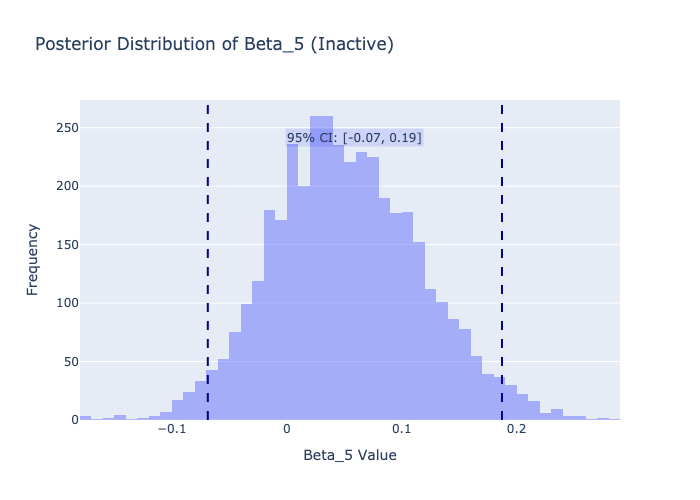 Posterior Distribution of Beta_5 (Inactive)
95% CI: [-0.07, 0.19]
250
200
150
100
50
0
Frequency
−0.1
0
0.1
0.2
Beta_5 Value